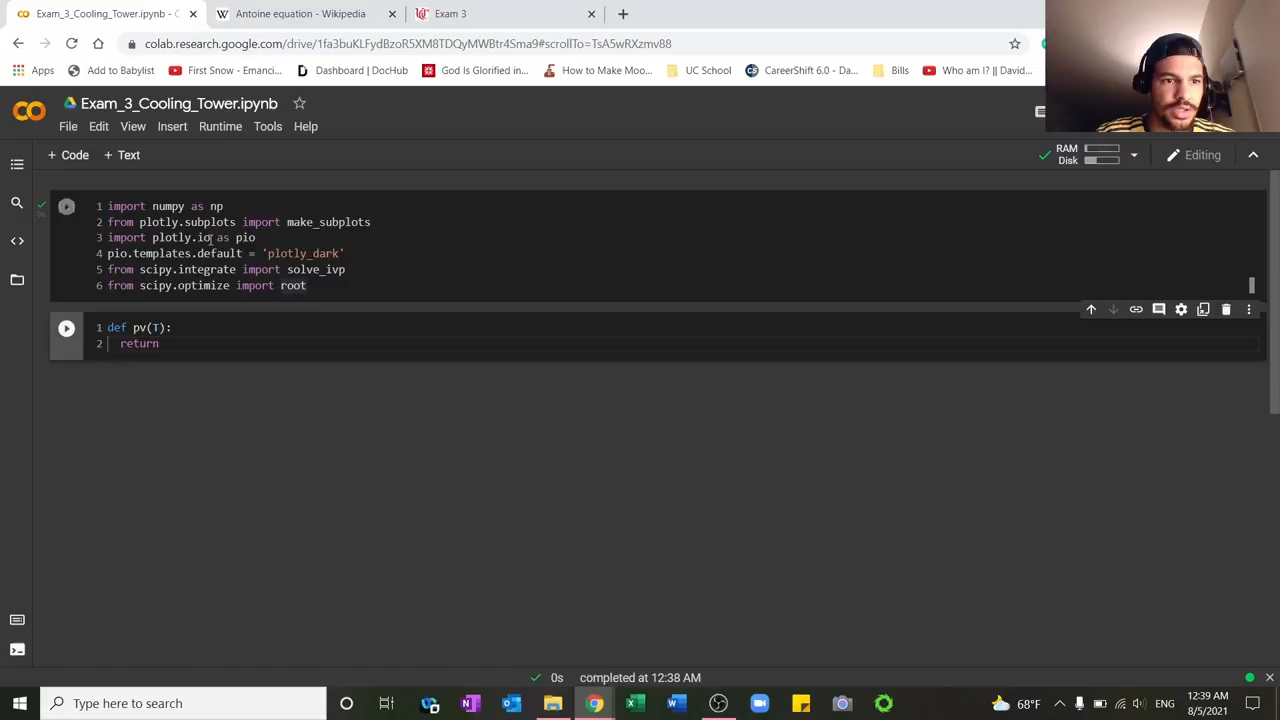 Exam_3_Cooling_Tower.ipynb - C
Antoine equation - Wikipedia
Exam 3
colab.research.google.com/drive/1fa3luKLFydBzoR5XM8TDQyMWBtr4Sma9#scrollTo=TsA5wRXzmv88
Apps
Add to Babylist
First Snow - Emanci...
Dashboard | DocHub
God Is Glorified in...
How to Make Moo...
UC School
CareerShift 6.0 - Da...
Bills
Who am I? || David...
Exam_3_Cooling_Tower.ipynb
File Edit View Insert Runtime Tools Help
+ Code + Text
RAM
Disk
Editing
0s
1 import numpy as np
2 from plotly.subplots import make_subplots
3 import plotly.io as pio
4 pio.templates.default = 'plotly_dark'
5 from scipy.integrate import solve_ivp
6 from scipy.optimize import root
1 def pv(T):
2 return
0s completed at 12:38 AM
Type here to search
68°F
ENG
12:39 AM
8/5/2021